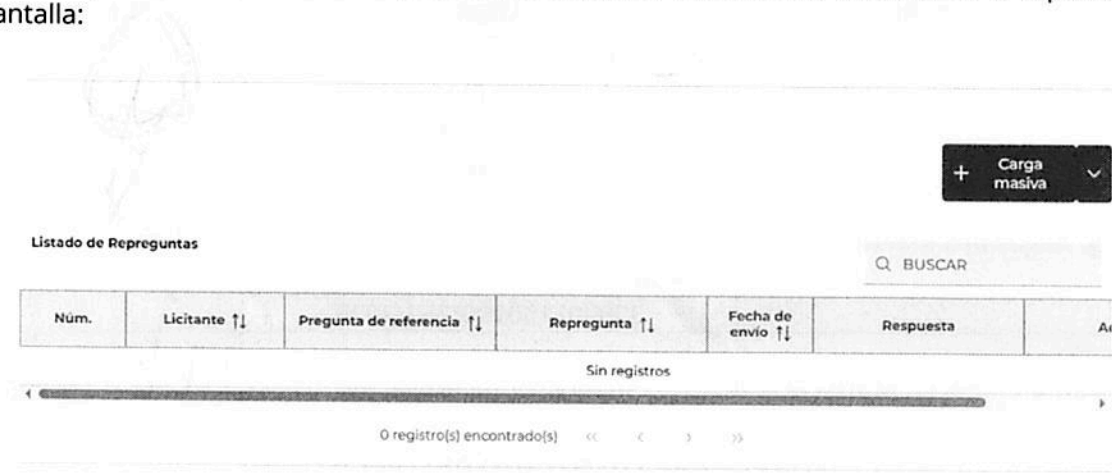 antalla:
+ Carga
masiva
Listado de Repreguntas
BUSCAR
Núm. Licitante ↑↓ Pregunta de referencia ↑↓ Repregunta ↑↓ Fecha de envío ↑↓ Respuesta
Sin registros
0 registro(s) encontrado(s) << < > >>